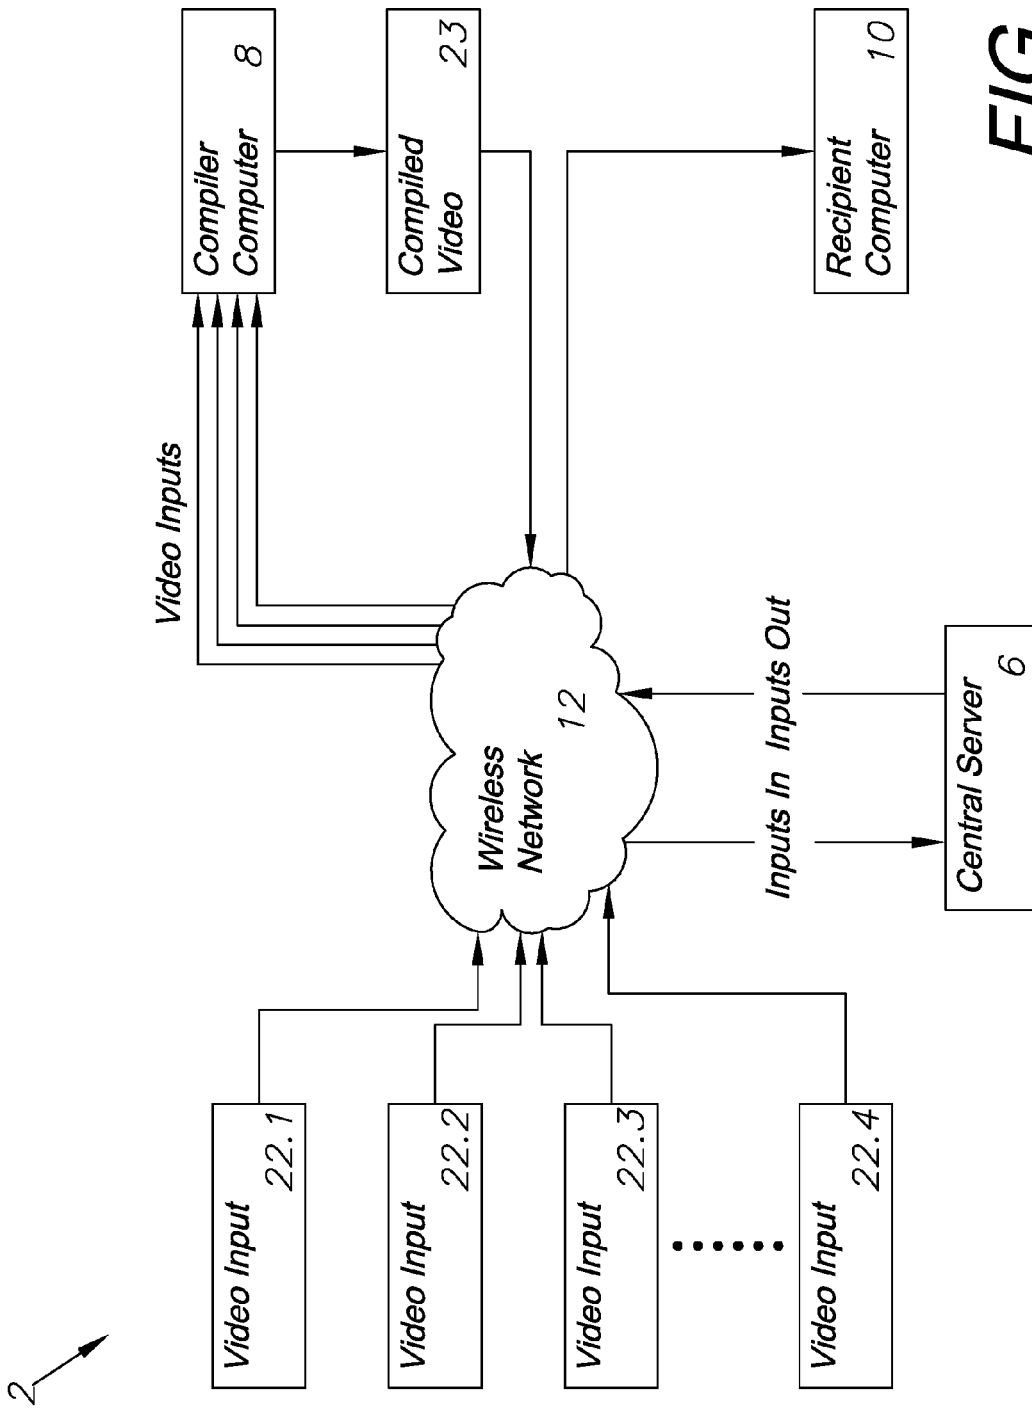 2
Video Input
22.1
Video Input
22.2
Video Input
22.3
Video Input
22.4
Wireless
Network
12
Video Inputs
Compiler
Computer
8
Compiled
Video
23
Recipient
Computer
10
Inputs In
Inputs Out
Central Server
6
FIG